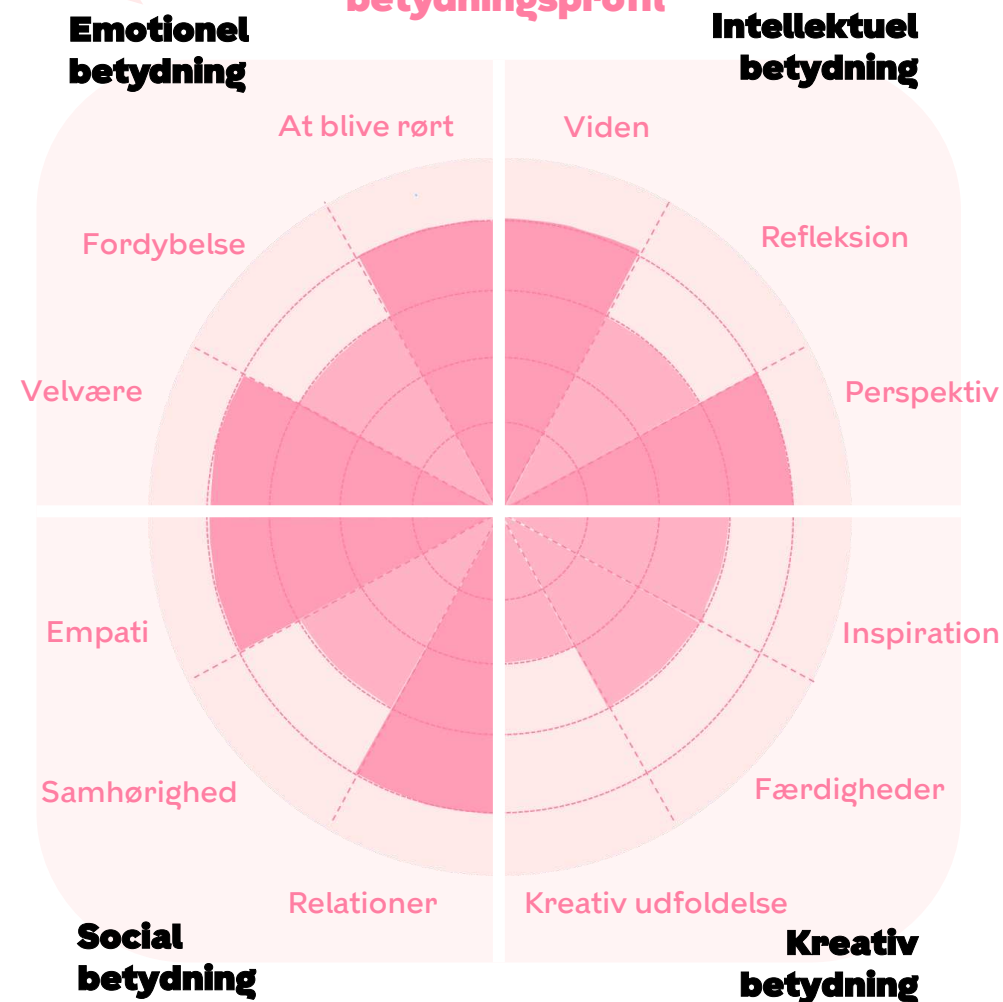 betydningsprofil
Emotionel
betydning
Intellektuel
betydning
At blive rørt
Viden
Fordybelse
Refleksion
Velvære
Perspektiv
Empati
Inspiration
Samhørighed
Færdigheder
Relationer
Kreativ udfoldelse
Social
betydning
Kreativ
betydning